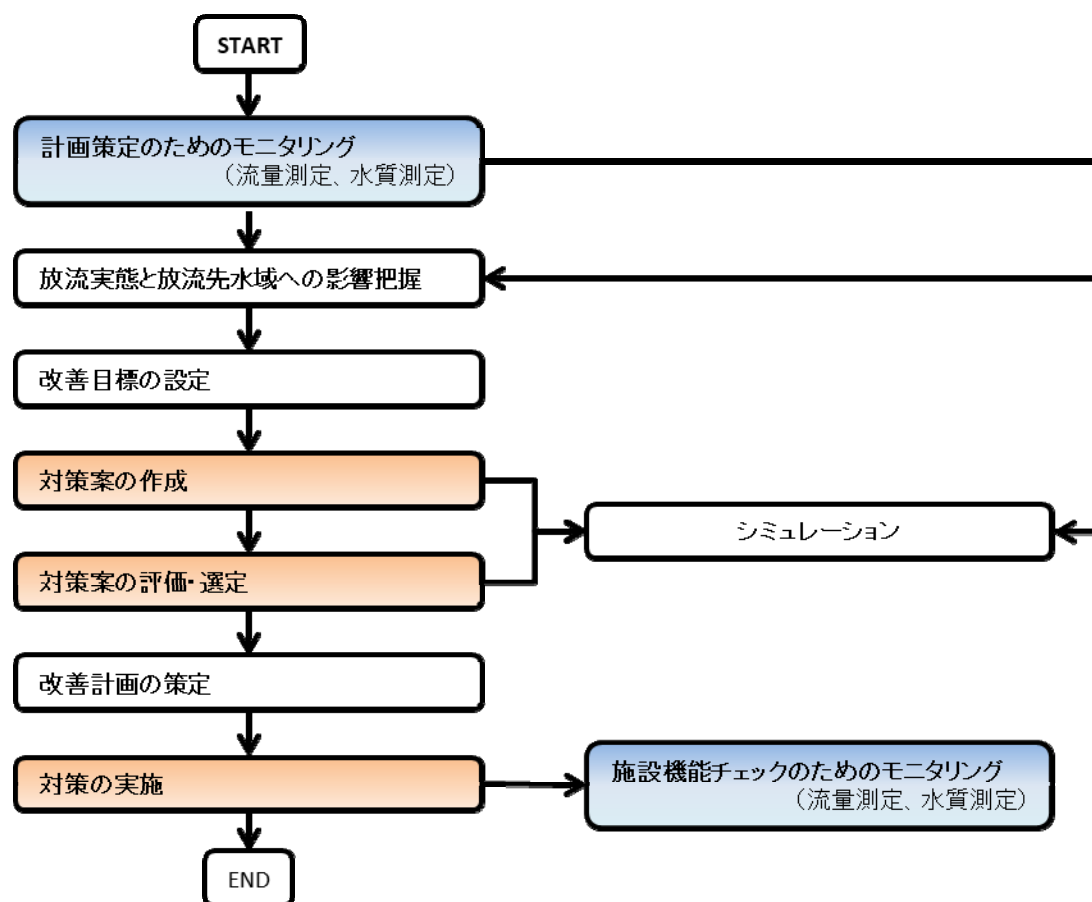 START
計画策定のためのモニタリング
（流量測定、水質測定）
放流実態と放流先水域への影響把握
改善目標の設定
対策案の作成
シミュレーション
対策案の評価・選定
改善計画の策定
対策の実施
施設機能チェックのためのモニタリング
（流量測定、水質測定）
END